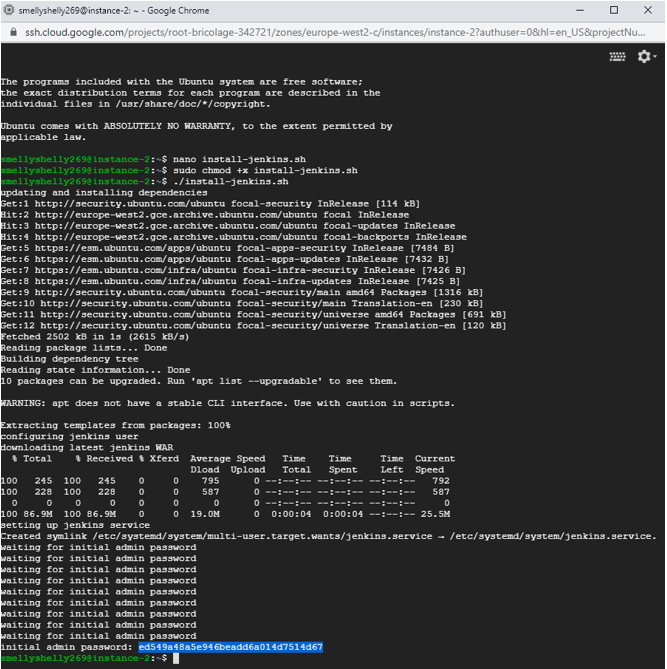 smellyshelly269@instance-2: ~ - Google Chrome
ssh.cloud.google.com/projects/root-bricolage-342721/zones/europe-west2-c/instances/instance-2?authuser=0&hl=en_US&projectNu...
The programs included with the Ubuntu system are free software;
the exact distribution terms for each program are described in the
individual files in /usr/share/doc/*/copyright.
Ubuntu comes with ABSOLUTELY NO WARRANTY, to the extent permitted by
applicable law.
smellyshelly269@instance-2:~$ nano install-jenkins.sh
smellyshelly269@instance-2:~$ sudo chmod +x install-jenkins.sh
smellyshelly269@instance-2:~$ ./install-jenkins.sh
updating and installing dependencies
Get:1 http://security.ubuntu.com/ubuntu focal-security InRelease [114 kB]
Hit:2 http://europe-west2.gce.archive.ubuntu.com/ubuntu focal InRelease
Hit:3 http://europe-west2.gce.archive.ubuntu.com/ubuntu focal-updates InRelease
Hit:4 http://europe-west2.gce.archive.ubuntu.com/ubuntu focal-backports InRelease
Get:5 https://esm.ubuntu.com/apps/ubuntu focal-apps-security InRelease [7484 B]
Get:6 https://esm.ubuntu.com/apps/ubuntu focal-apps-updates InRelease [7432 B]
Get:7 https://esm.ubuntu.com/infra/ubuntu focal-infra-security InRelease [7426 B]
Get:8 https://esm.ubuntu.com/infra/ubuntu focal-infra-updates InRelease [7425 B]
Get:9 http://security.ubuntu.com/ubuntu focal-security/main amd64 Packages [1316 kB]
Get:10 http://security.ubuntu.com/ubuntu focal-security/main Translation-en [230 kB]
Get:11 http://security.ubuntu.com/ubuntu focal-security/universe amd64 Packages [691 kB]
Get:12 http://security.ubuntu.com/ubuntu focal-security/universe Translation-en [120 kB]
Fetched 2502 kB in 1s (2615 kB/s)
Reading package lists... Done
Building dependency tree
Reading state information... Done
10 packages can be upgraded. Run 'apt list --upgradable' to see them.
WARNING: apt does not have a stable CLI interface. Use with caution in scripts.
Extracting templates from packages: 100%
configuring jenkins user
downloading latest jenkins WAR
% Total % Received % Xferd Average Speed Time Time Time Current
Dload Upload Total Spent Left Speed
100 245 100 245 0 0 795 0 --:--:-- --:--:-- --:--:-- 792
100 228 100 228 0 0 587 0 --:--:-- --:--:-- --:--:-- 587
0 0 0 0 0 0 0 0 --:--:-- --:--:-- --:--:-- 0
100 86.9M 100 86.9M 0 0 19.0M 0 0:00:04 0:00:04 --:--:-- 25.5M
setting up jenkins service
Created symlink /etc/systemd/system/multi-user.target.wants/jenkins.service → /etc/systemd/system/jenkins.service.
waiting for initial admin password
waiting for initial admin password
waiting for initial admin password
waiting for initial admin password
waiting for initial admin password
waiting for initial admin password
waiting for initial admin password
waiting for initial admin password
waiting for initial admin password
initial admin password: ed549a48a5e946beadd6a014d7514d67
smellyshelly269@instance-2:~$